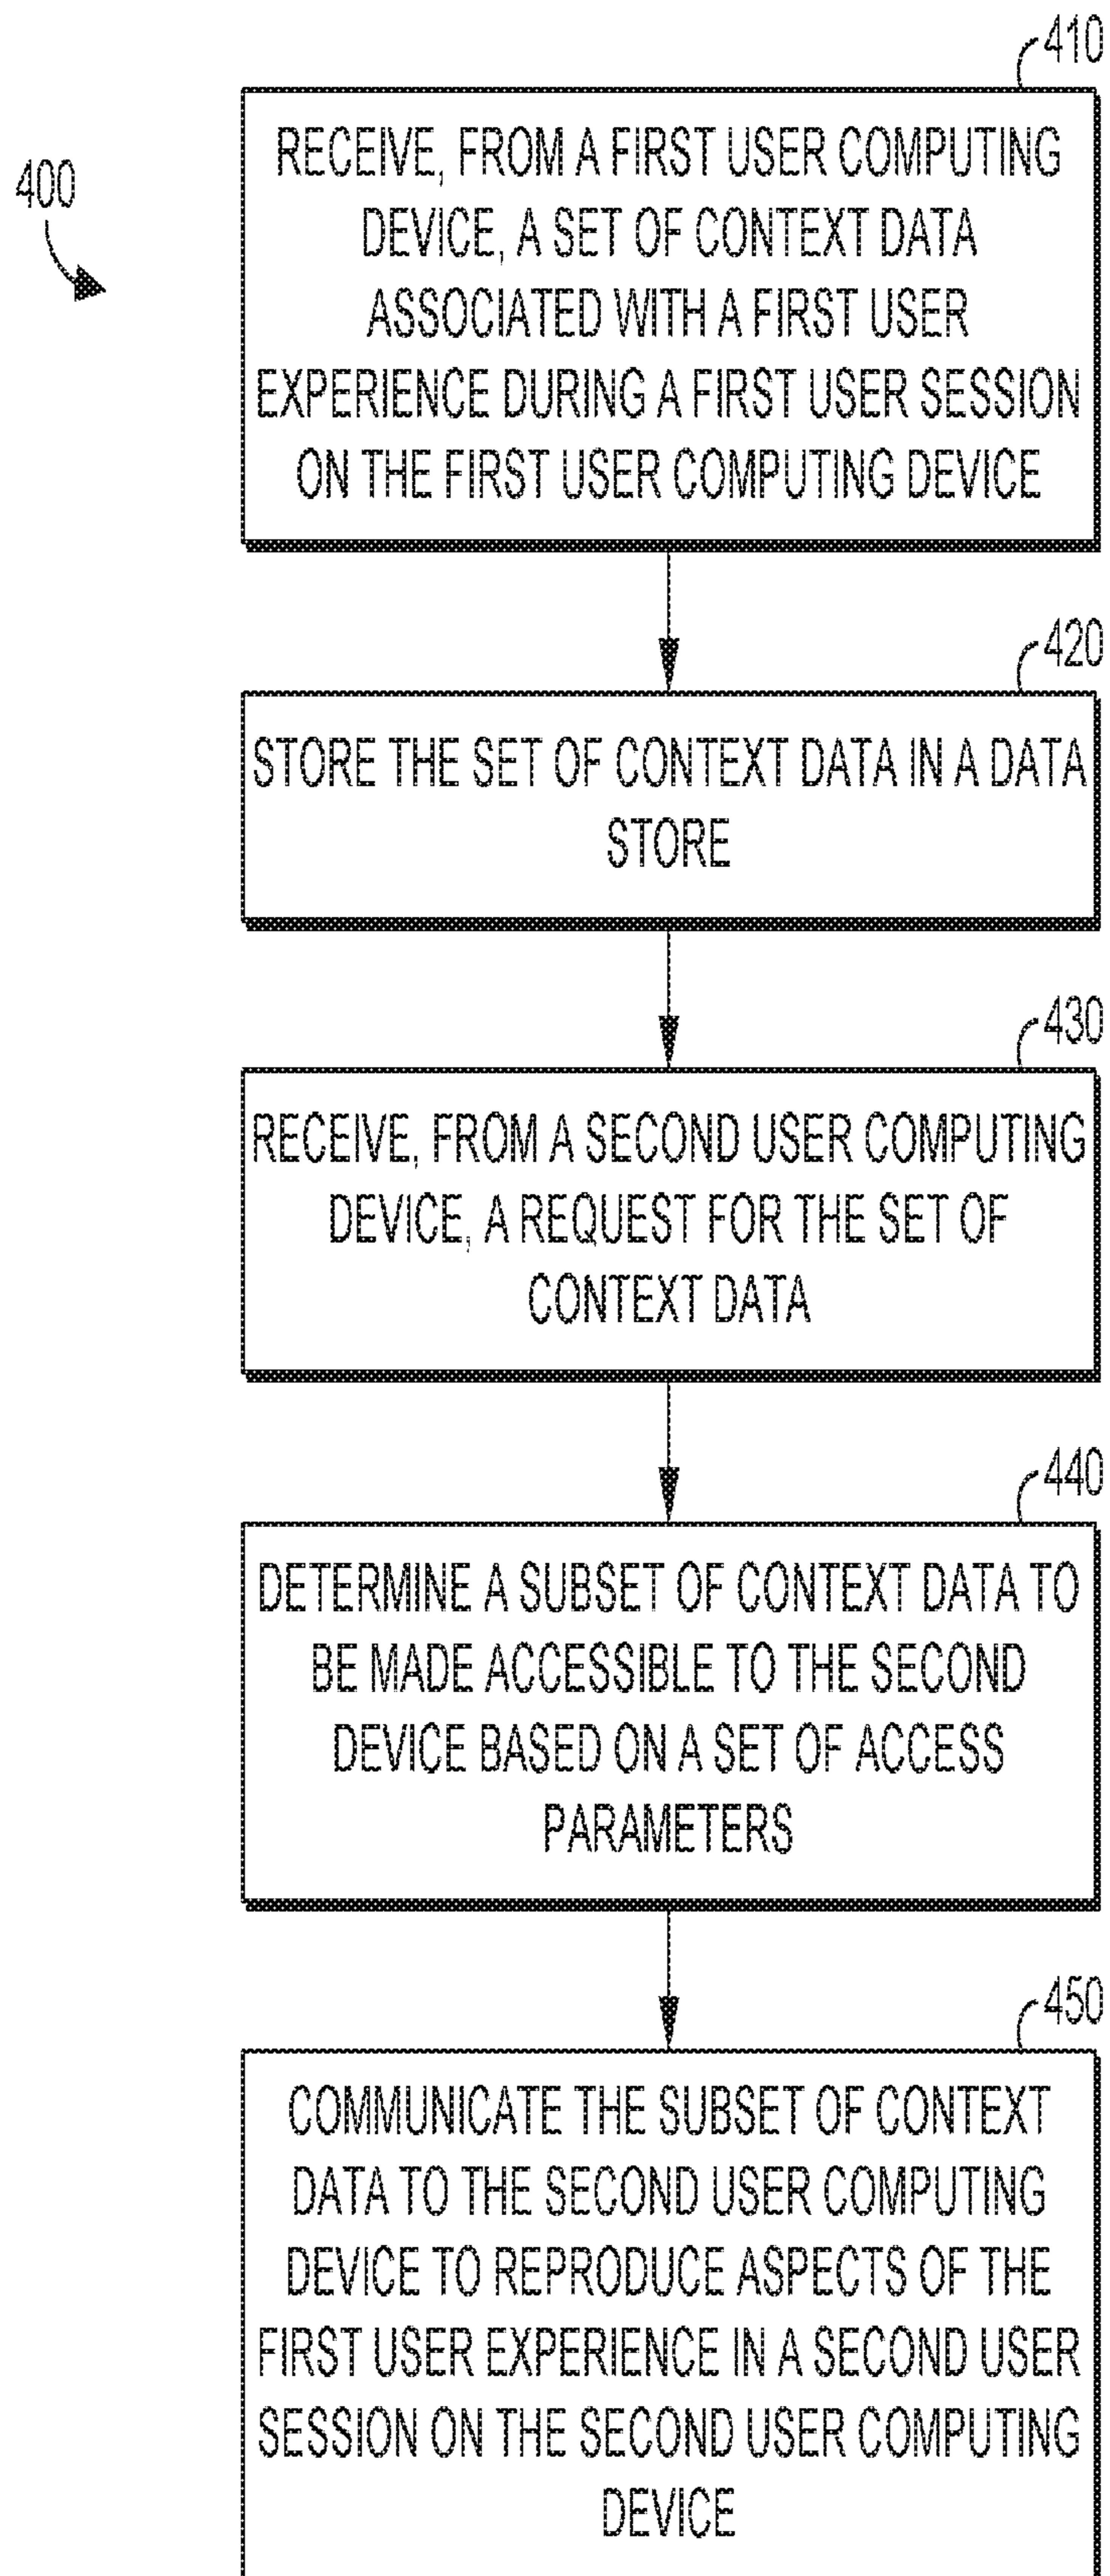 410
400
RECEIVE, FROM A FIRST USER COMPUTING
DEVICE, A SET OF CONTEXT DATA
ASSOCIATED WITH A FIRST USER
EXPERIENCE DURING A FIRST USER SESSION
ON THE FIRST USER COMPUTING DEVICE
420
STORE THE SET OF CONTEXT DATA IN A DATA
STORE
430
RECEIVE, FROM A SECOND USER COMPUTING
DEVICE, A REQUEST FOR THE SET OF
CONTEXT DATA
440
DETERMINE A SUBSET OF CONTEXT DATA TO
BE MADE ACCESSIBLE TO THE SECOND
DEVICE BASED ON A SET OF ACCESS
PARAMETERS
450
COMMUNICATE THE SUBSET OF CONTEXT
DATA TO THE SECOND USER COMPUTING
DEVICE TO REPRODUCE ASPECTS OF THE
FIRST USER EXPERIENCE IN A SECOND USER
SESSION ON THE SECOND USER COMPUTING
DEVICE